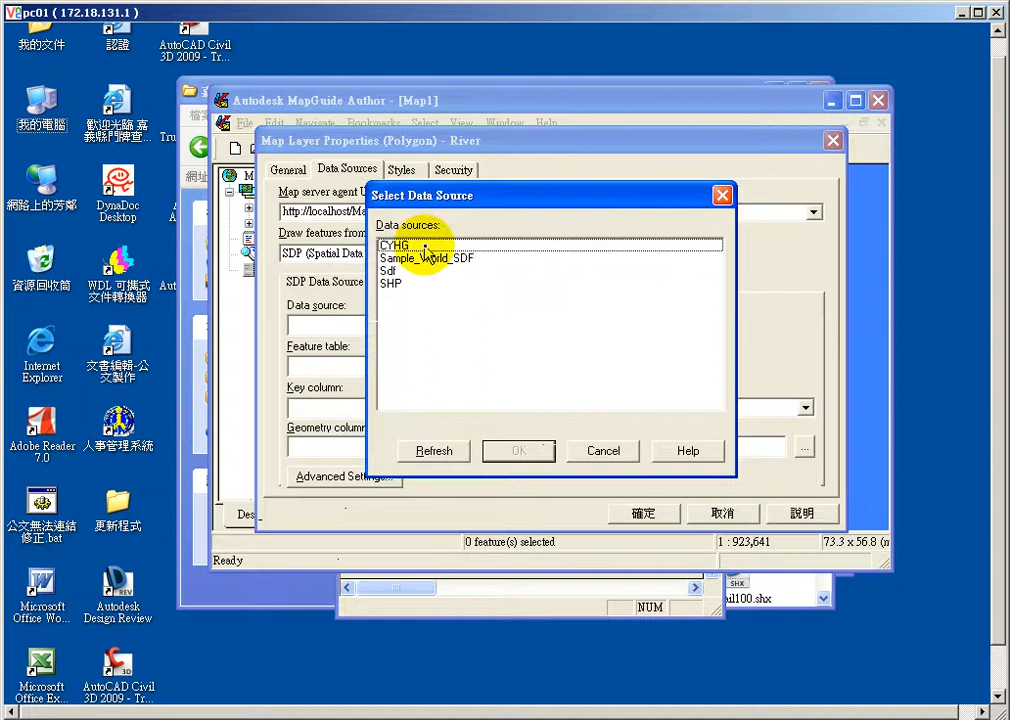 pc01 ( 172.18.131.1 )
我的文件
認證
AutoCAD Civil
3D 2009 - Tr...
我的電腦
歡迎光臨 嘉
義縣門牌查...
網路上的芳鄰
DynaDoc
Desktop
資源回收筒
WDL 可攜式
文件轉換器
Internet
Explorer
文書編輯-公
文製作
Adobe Reader
7.0
人事管理系統
公文無法連結
修正.bat
更新程式
Microsoft
Office Wo...
Autodesk
Design Review
Microsoft
Office Ex...
AutoCAD Civil
3D 2009 - Tr...
Autodesk MapGuide Author - [Map1]
File Edit Navigate Bookmarks Select View Window Help
Map Layer Properties (Polygon) - River
General Data Sources Styles Security
Map server agent U
http://localhost/Ma
Draw features from
SDF (Spatial Data
SDP Data Source
Data source:
Feature table:
Key column:
Geometry column
...
Advanced Settings...
確定 取消 說明
Select Data Source
Data sources:
CYHG
Sample_World_SDF
Sdf
SHP
Refresh OK Cancel Help
Des
0 feature(s) selected 1 : 923,641 73.3 x 56.8 (m
Ready
NUM
ail100.shx